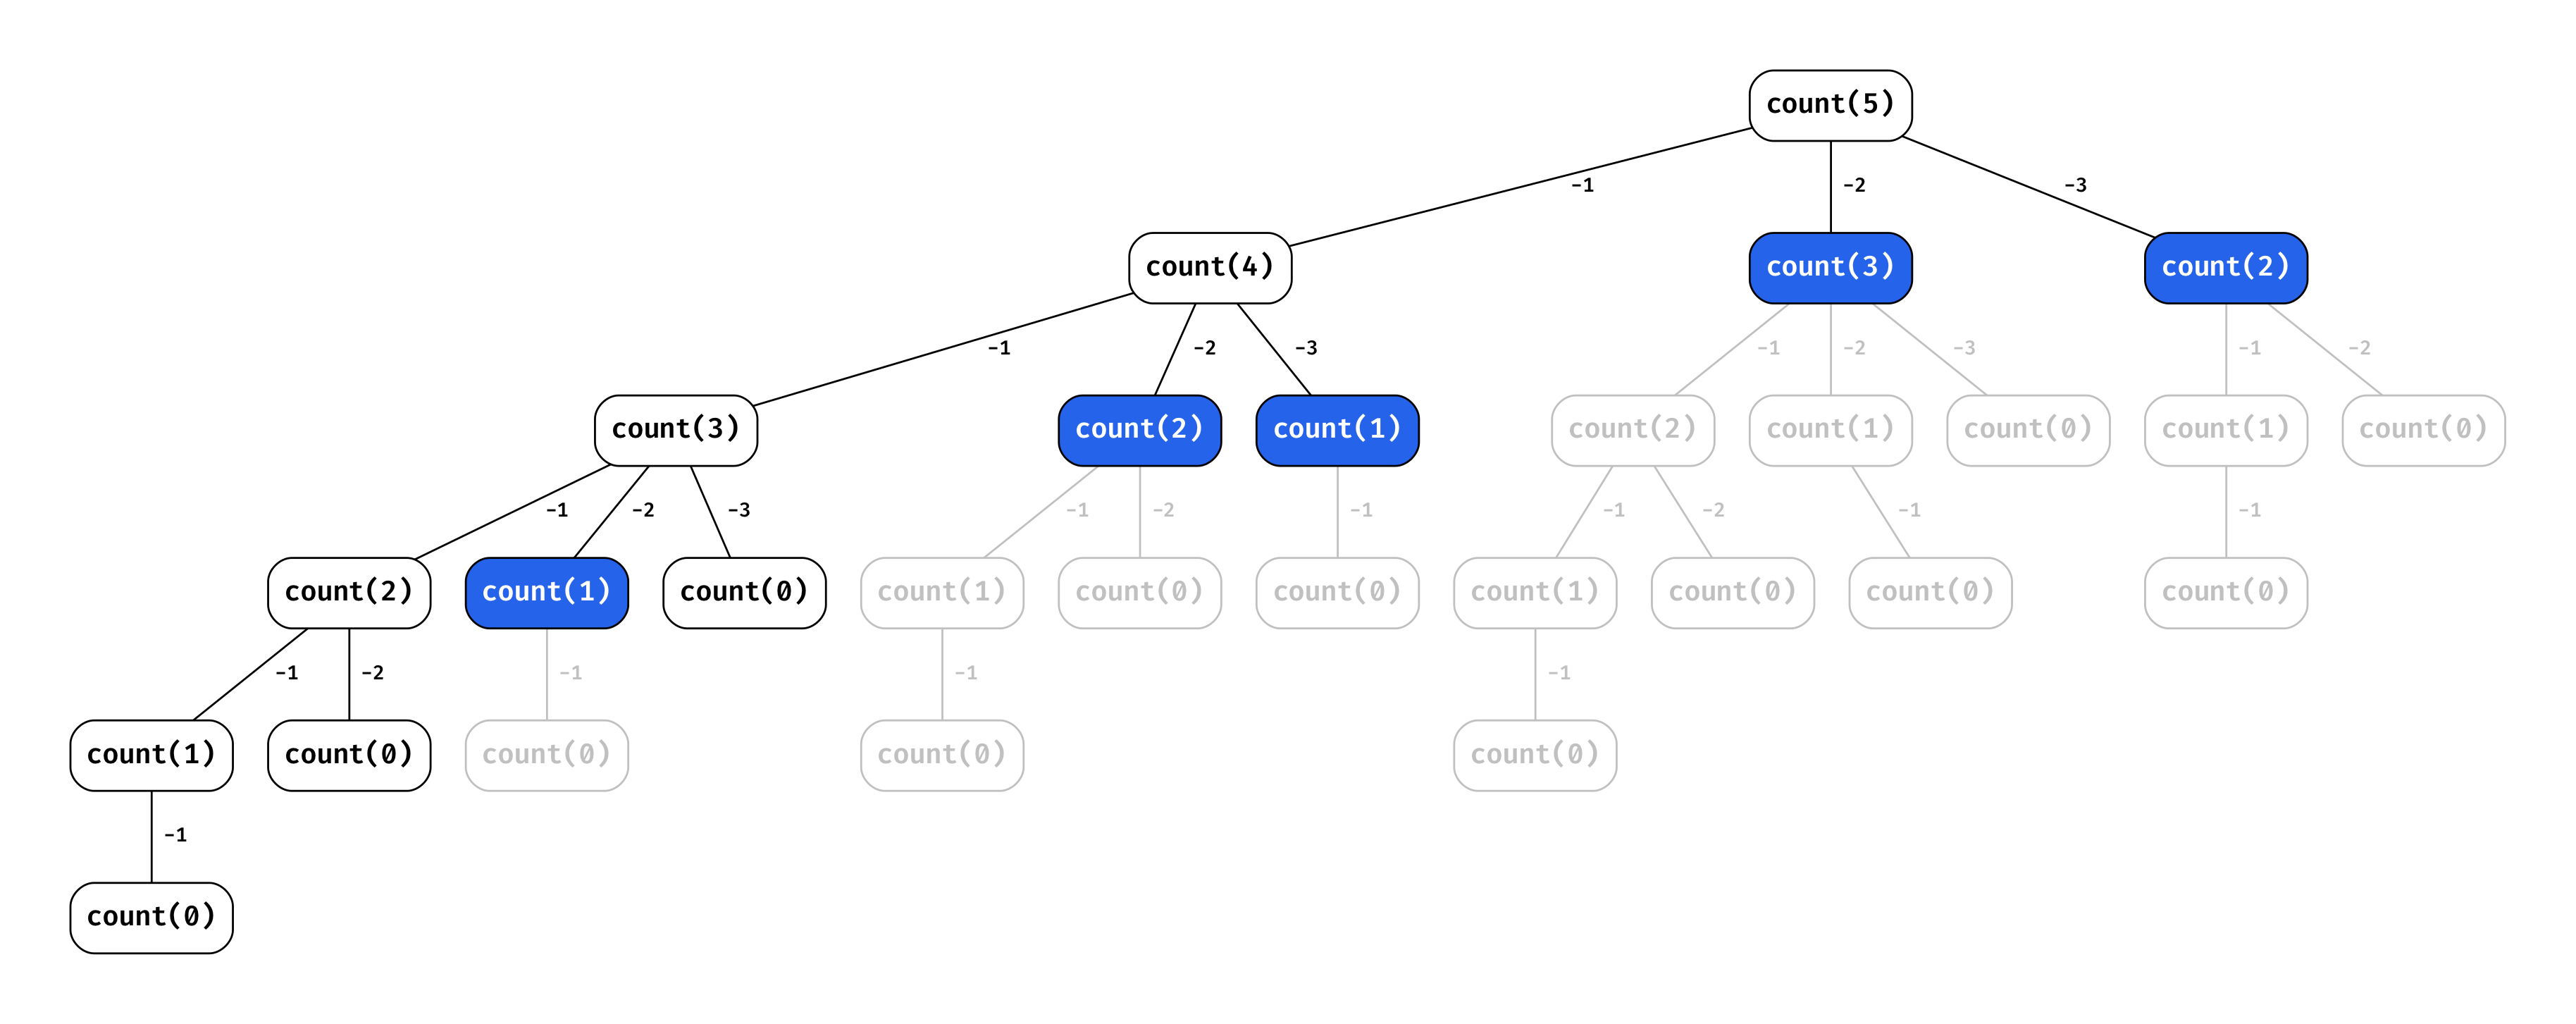 count(5)
-1 -2 -3
count(4) count(3) count(2)
-1 -2 -3 -1 -2 -3 -1 -2
count(3) count(2) count(1) count(2) count(1) count(0) count(1) count(0)
-1 -2 -3 -1 -2 -1 -1 -2 -1 -1
count(2) count(1) count(0) count(1) count(0) count(0) count(1) count(0) count(0) count(0)
-1 -2 -1 -1 -1
count(1) count(0) count(0) count(0) count(0)
-1
count(0)